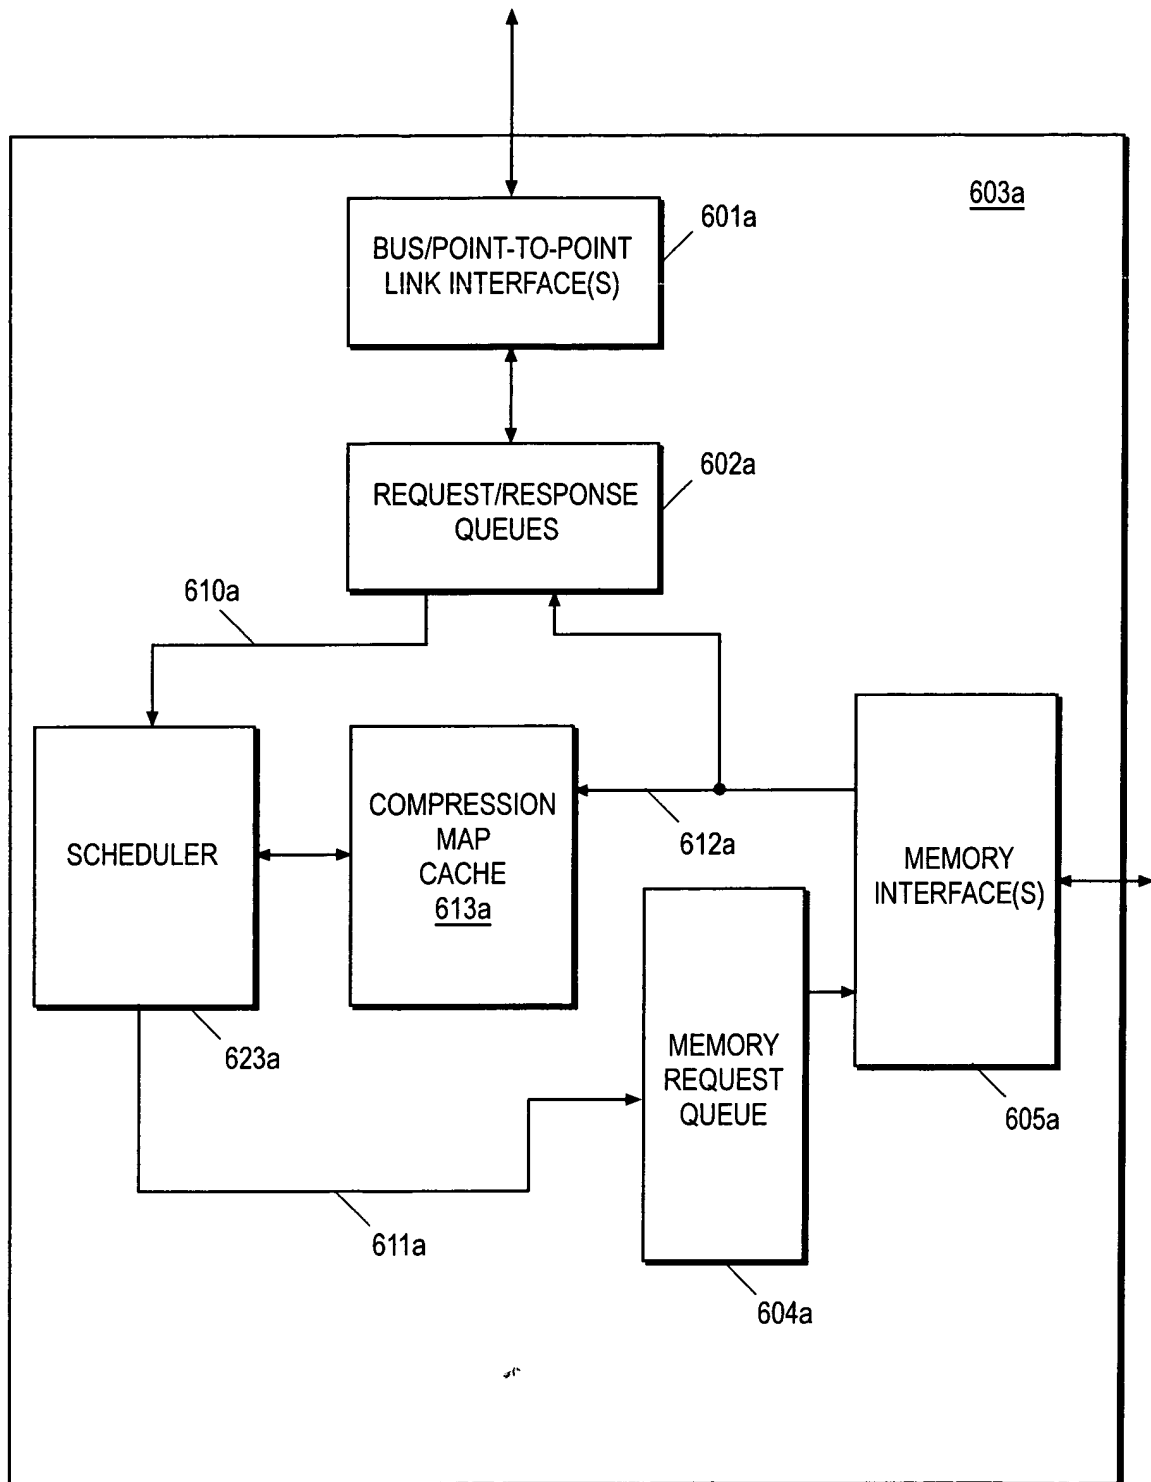 603a
601a
BUS/POINT-TO-POINT
LINK INTERFACE(S)
602a
REQUEST/RESPONSE
QUEUES
610a
SCHEDULER
COMPRESSION
MAP
CACHE
613a
612a
MEMORY
INTERFACE(S)
623a
MEMORY
REQUEST
QUEUE
605a
611a
604a